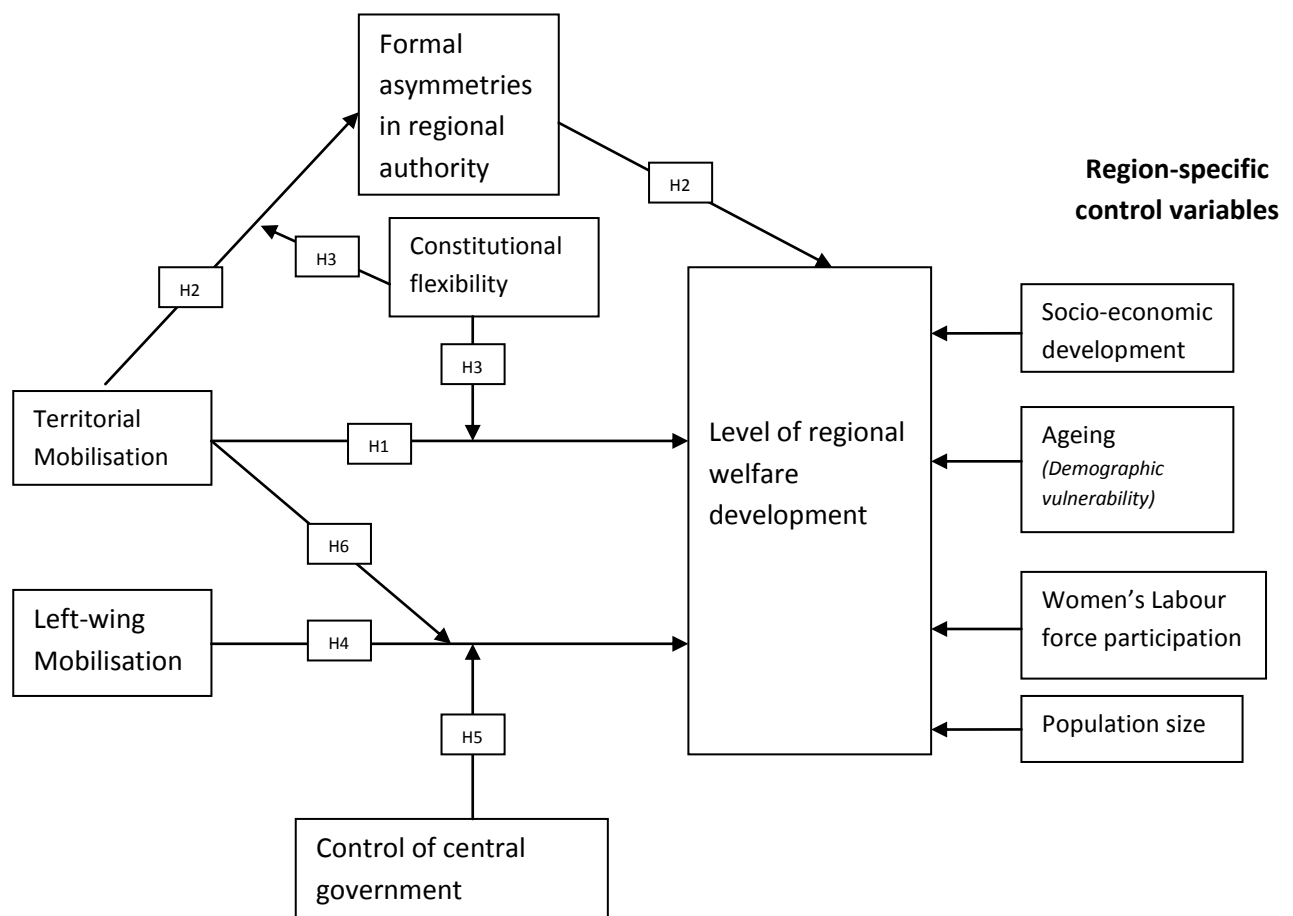 Formal
asymmetries
in regional
authority
H2
Region-specific
control variables
Constitutional
flexibility
H3
H2
H3
Socio-economic
development
Territorial
Mobilisation
H1
Level of regional
welfare
development
Ageing
(Demographic
vulnerability)
H6
Left-wing
Mobilisation
H4
Women’s Labour
force participation
H5
Population size
Control of central
government